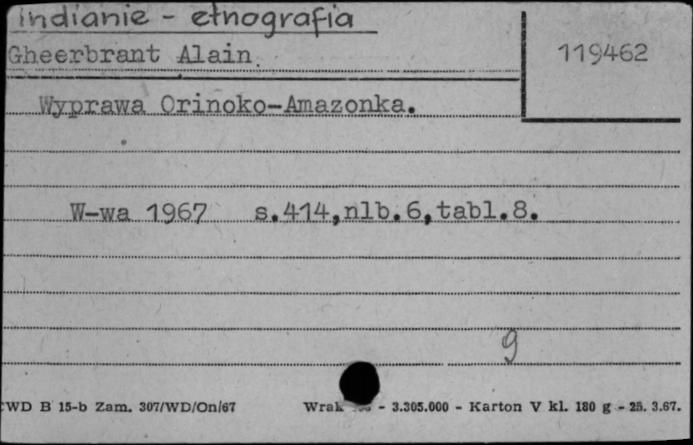 indianie - etnografia
Gheerbrant Alain
119462
Wyprawa Orinoko-Amazonka.
W-wa 1967 s.414,nlb.6,tabl.8.
9
CWD B 15-b Zam. 307/WD/On/67 - 3.305.000 - Karton V kl. 180 g - 25. 3.67.